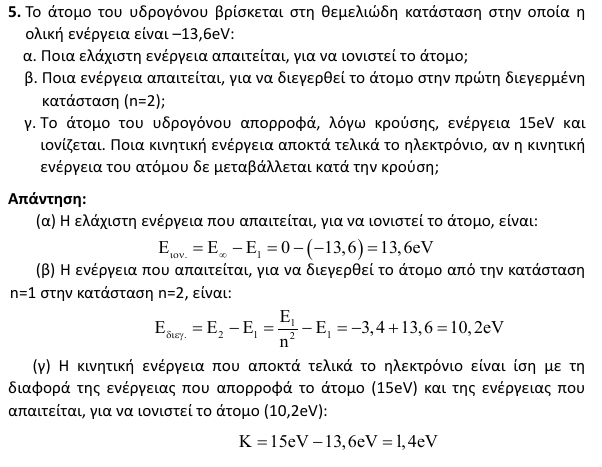 5. Το άτομο του υδρογόνου βρίσκεται στη θεμελιώδη κατάσταση στην οποία η
ολική ενέργεια είναι –13,6eV:
α. Ποια ελάχιστη ενέργεια απαιτείται, για να ιονιστεί το άτομο;
β. Ποια ενέργεια απαιτείται, για να διεγερθεί το άτομο στην πρώτη διεγερμένη
κατάσταση (n=2);
γ. Το άτομο του υδρογόνου απορροφά, λόγω κρούσης, ενέργεια 15eV και
ιονίζεται. Ποια κινητική ενέργεια αποκτά τελικά το ηλεκτρόνιο, αν η κινητική
ενέργεια του ατόμου δε μεταβάλλεται κατά την κρούση;
Απάντηση:
(α) Η ελάχιστη ενέργεια που απαιτείται, για να ιονιστεί το άτομο, είναι:
E_ιον. = E_∞ − E_1 = 0 − (−13,6) = 13,6eV
(β) Η ενέργεια που απαιτείται, για να διεγερθεί το άτομο από την κατάσταση
n=1 στην κατάσταση n=2, είναι:
E_διεγ. = E_2 − E_1 = E_1/n^2 − E_1 = −3,4 + 13,6 = 10,2eV
(γ) Η κινητική ενέργεια που αποκτά τελικά το ηλεκτρόνιο είναι ίση με τη
διαφορά της ενέργειας που απορροφά το άτομο (15eV) και της ενέργειας που
απαιτείται, για να ιονιστεί το άτομο (10,2eV):
K = 15eV − 13,6eV = 1,4eV